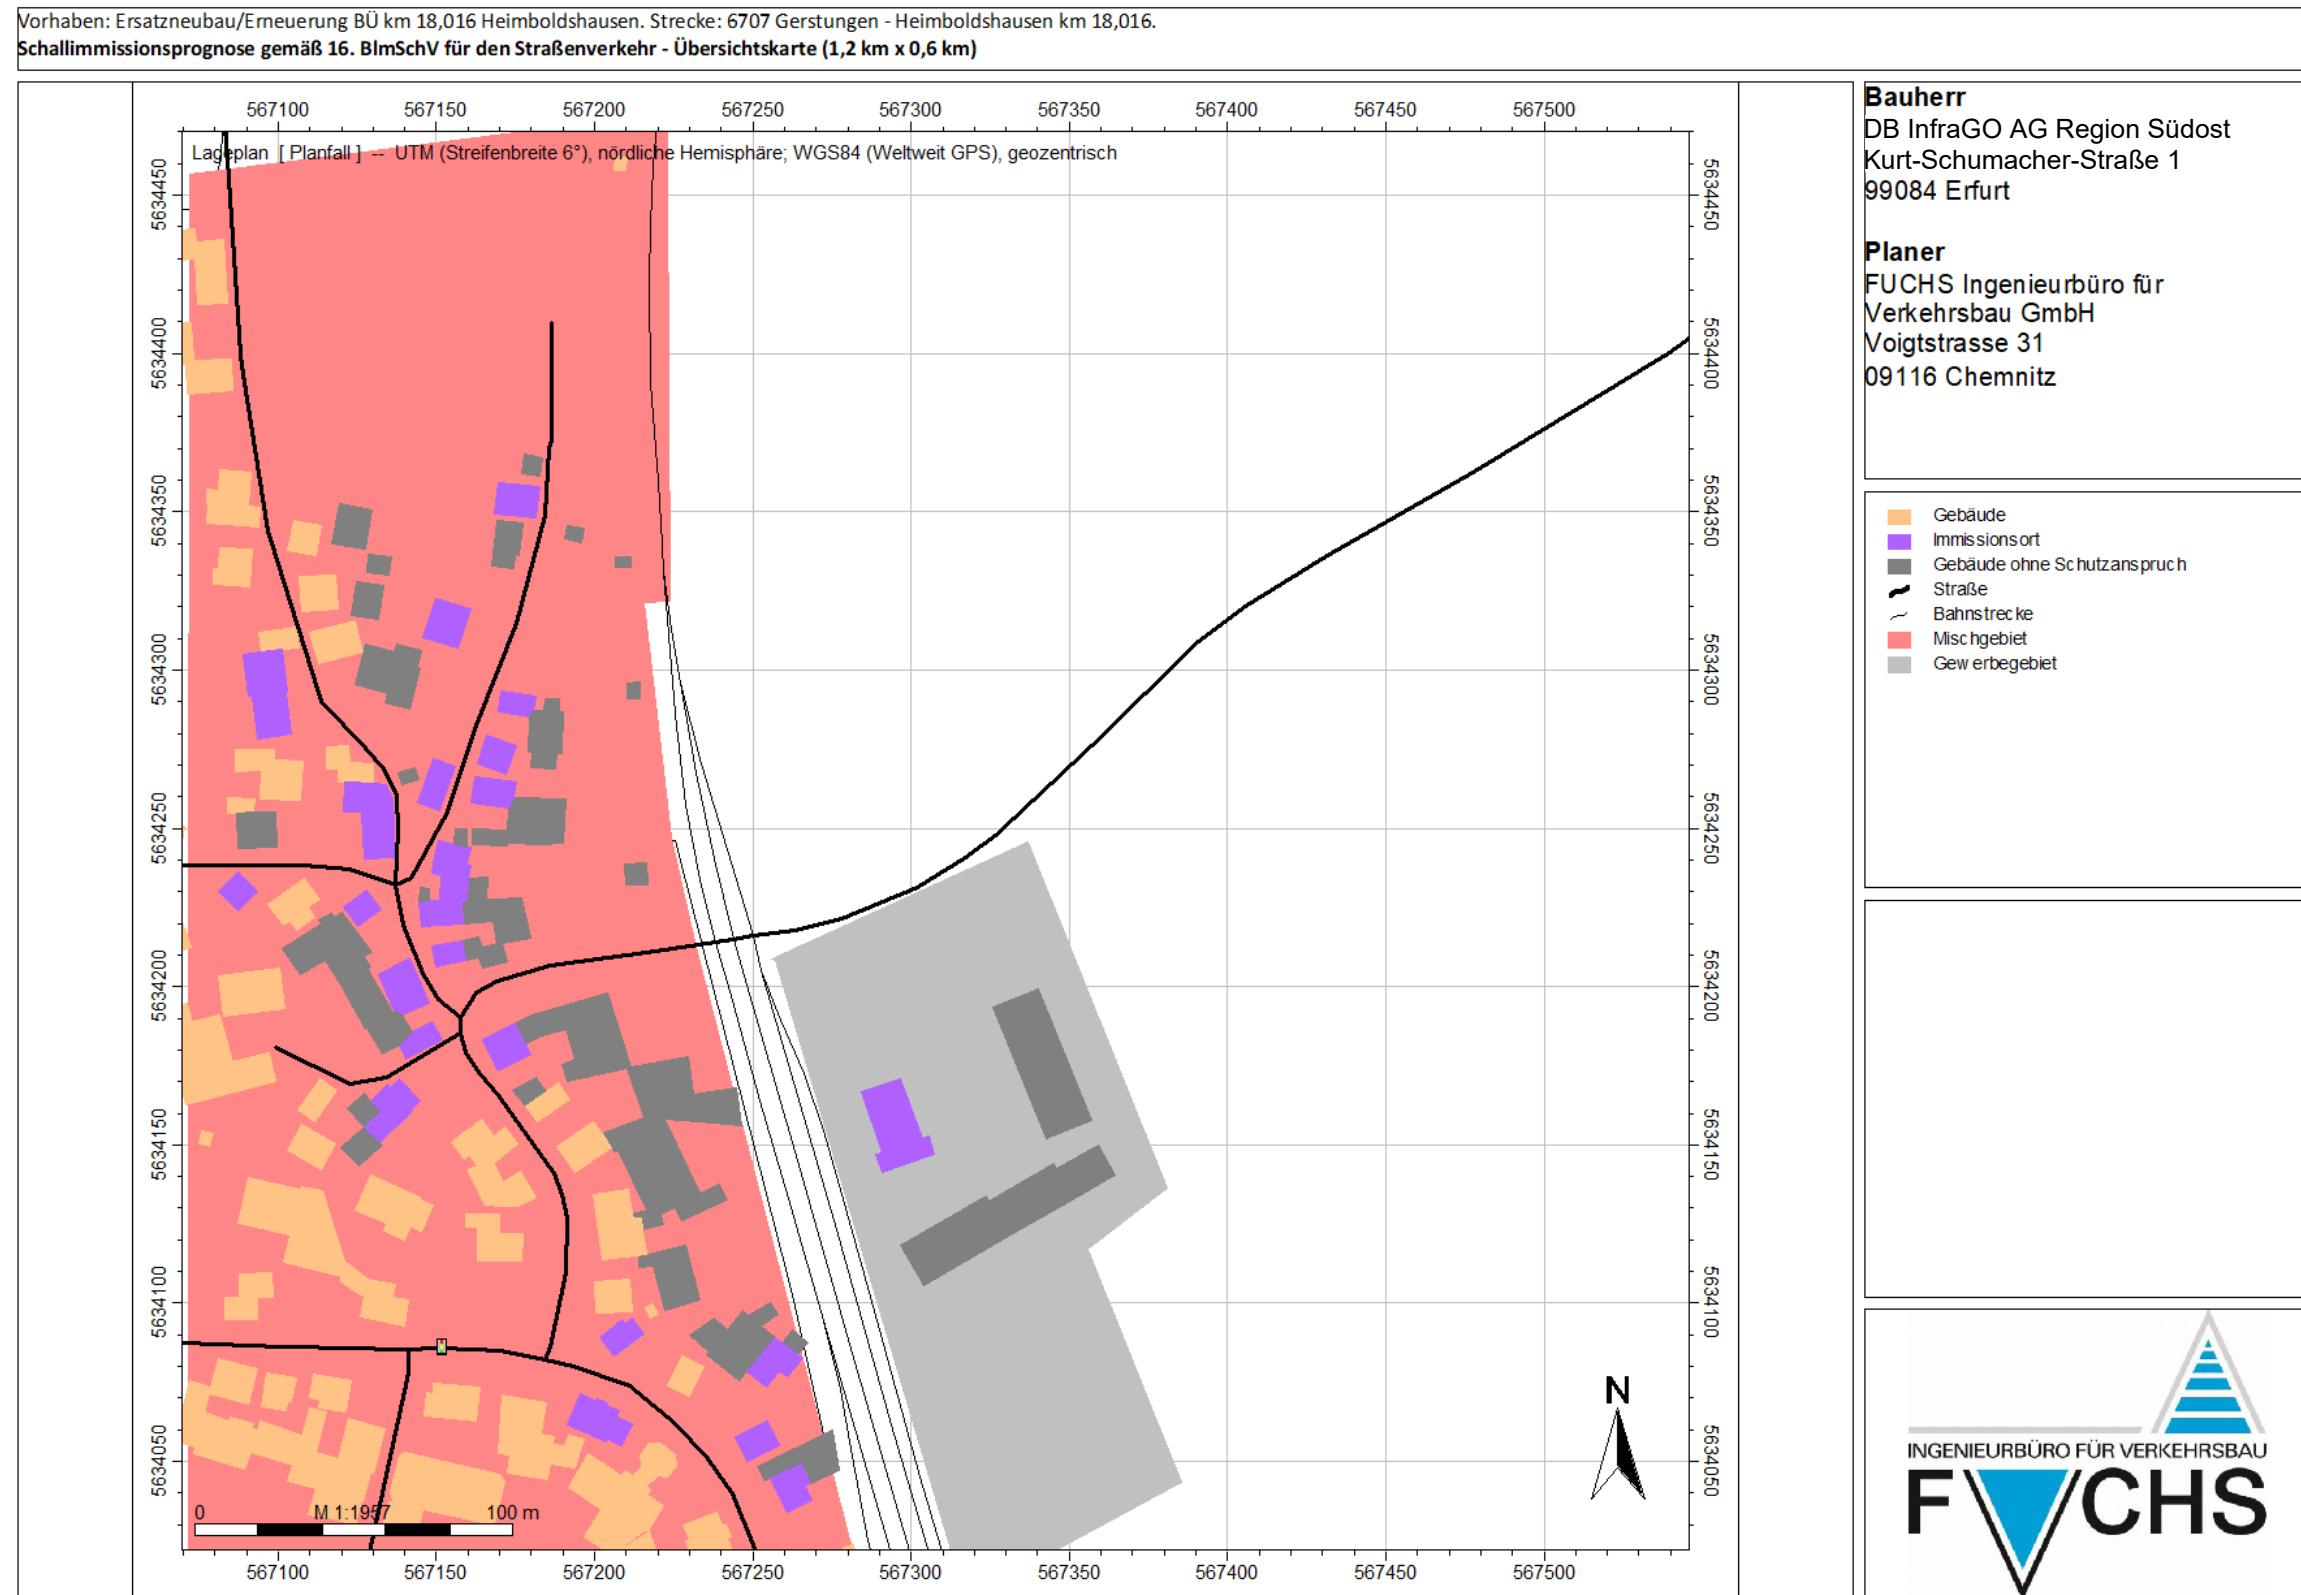 Vorhaben: Ersatzneubau/Erneuerung BÜ km 18,016 Heimboldshausen. Strecke: 6707 Gerstungen - Heimboldshausen km 18,016.
Schallimmissionsprognose gemäß 16. BImSchV für den Straßenverkehr - Übersichtskarte (1,2 km x 0,6 km)
567100 567150 567200 567250 567300 567350 567400 567450 567500
Lageplan [ Planfall ] -- UTM (Streifenbreite 6°), nördliche Hemisphäre; WGS84 (Weltweit GPS), geozentrisch
5634450 5634450
5634400 5634400
5634350 5634350
5634300 5634300
5634250 5634250
5634200 5634200
5634150 5634150
5634100 5634100
5634050 5634050
N
0 M 1:1957 100 m
567100 567150 567200 567250 567300 567350 567400 567450 567500
Bauherr
DB InfraGO AG Region Südost
Kurt-Schumacher-Straße 1
99084 Erfurt
Planer
FUCHS Ingenieurbüro für
Verkehrsbau GmbH
Voigtstrasse 31
09116 Chemnitz
Gebäude
Immissionsort
Gebäude ohne Schutzanspruch
Straße
Bahnstrecke
Mischgebiet
Gewerbegebiet
INGENIEURBÜRO FÜR VERKEHRSBAU
FUCHS